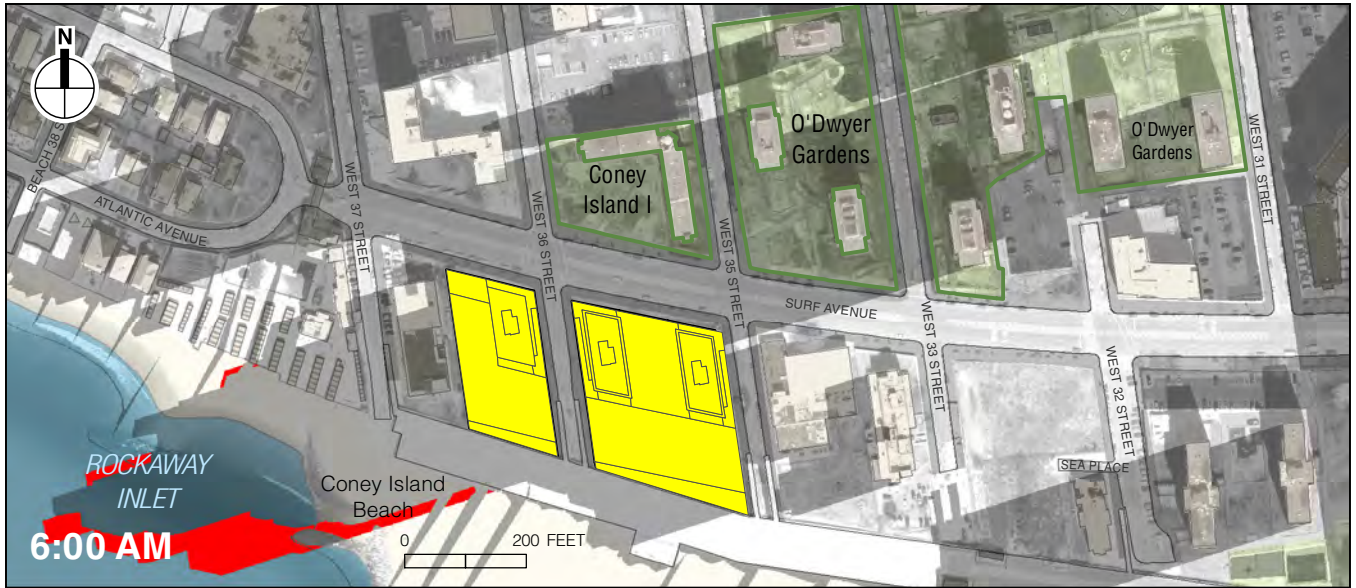 N
BEACH 38 S
ATLANTIC AVENUE
WEST 37 STREET
WEST 36 STREET
Coney
Island I
WEST 35 STREET
O'Dwyer
Gardens
O'Dwyer
Gardens
WEST 31 STREET
SURF AVENUE
WEST 33 STREET
WEST 32 STREET
SEA PLACE
ROCKAWAY
INLET
Coney Island
Beach
6:00 AM
0 200 FEET